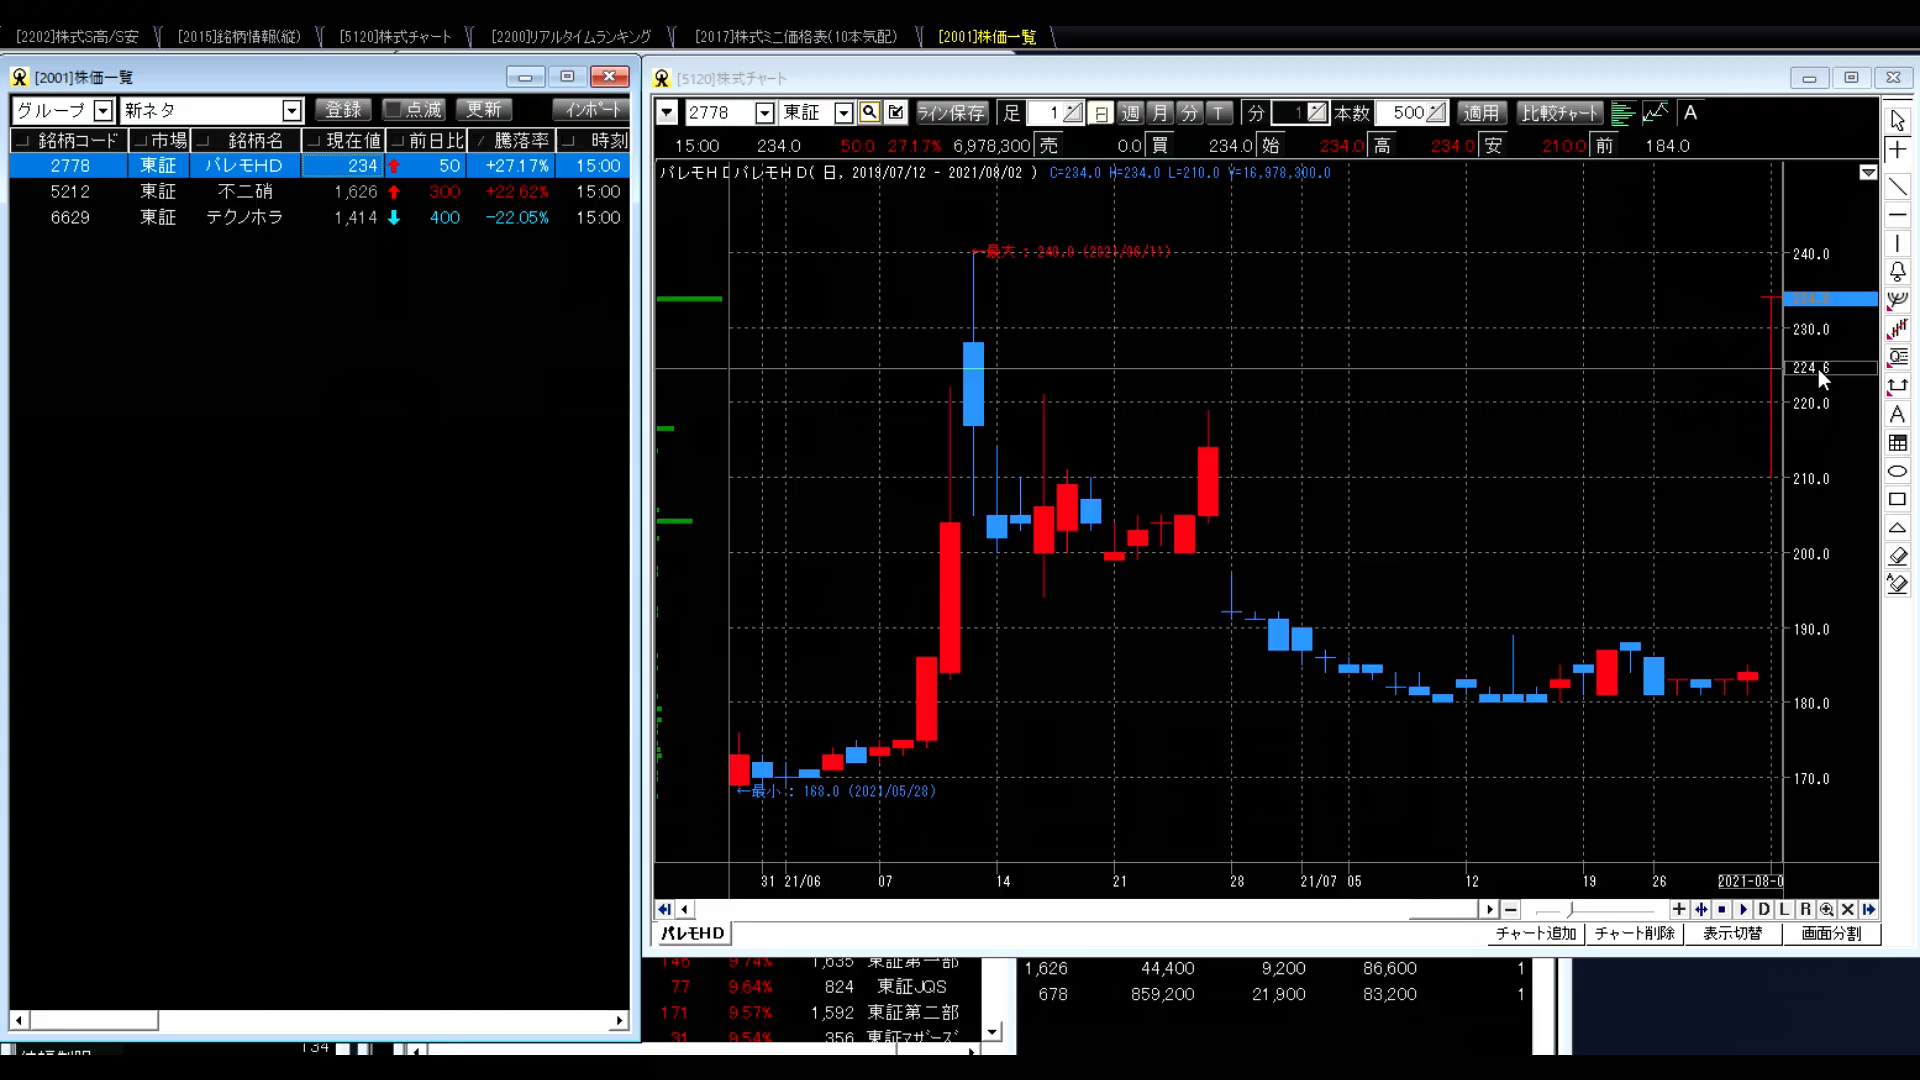 [2202]株式S高/S安 [2015]銘柄情報(縦) [5120]株式チャート [2200]リアルタイムランキング [2017]株式ミニ価格表(10本気配) [2001]株価一覧
[2001]株価一覧
グループ 新ネタ 登録 点滅 更新 インポート
銘柄コード 市場 銘柄名 現在値 前日比 騰落率 時刻
2778 東証 パレモHD 234 50 +27.17% 15:00
5212 東証 不二硝 1,626 300 +22.62% 15:00
6629 東証 テクノホラ 1,414 400 -22.05% 15:00
[5120]株式チャート
2778 東証 ライン保存 足 1 日 週 月 分 T 分 1 本数 500 適用 比較チャート A
15:00 234.0 50.0 27.17% 6,978,300 売 0.0 買 234.0 始 234.0 高 234.0 安 210.0 前 184.0
パレモHD( 日, 2019/07/12 - 2021/08/02 ) C=234.0 H=234.0 L=210.0 V=16,978,300.0
←最大 : 240.0 (2021/06/11)
240.0
230.0
224.6
220.0
210.0
200.0
190.0
180.0
170.0
←最小 : 168.0 (2021/05/28)
31 21/06 07 14 21 28 21/07 05 12 19 26 2021-08-0
D L R
パレモHD チャート追加 チャート削除 表示切替 画面分割
146 9.74% 1,635 東証第一部 1,626 44,400 9,200 86,600 1
77 9.64% 824 東証JQS 678 859,200 21,900 83,200 1
171 9.57% 1,592 東証第二部
31 9.54% 356 東証マザーズ
134